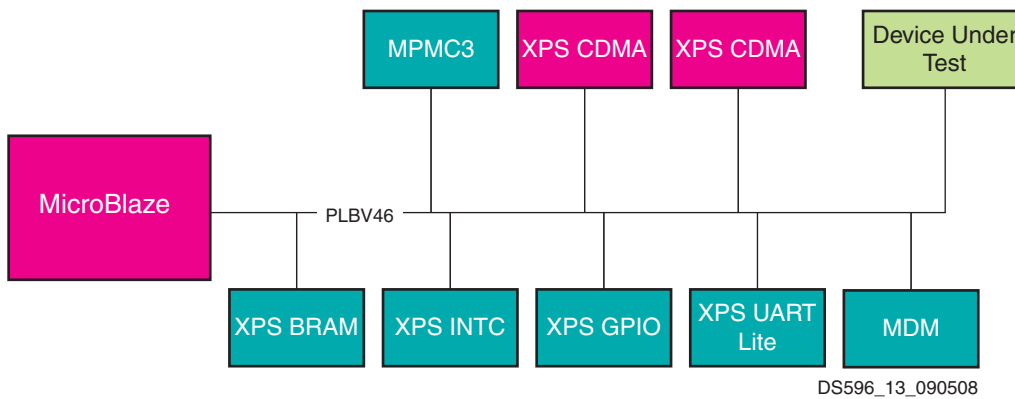 MPMC3
XPS CDMA
XPS CDMA
Device Under
Test
MicroBlaze
PLBV46
XPS BRAM
XPS INTC
XPS GPIO
XPS UART
Lite
MDM
DS596_13_090508